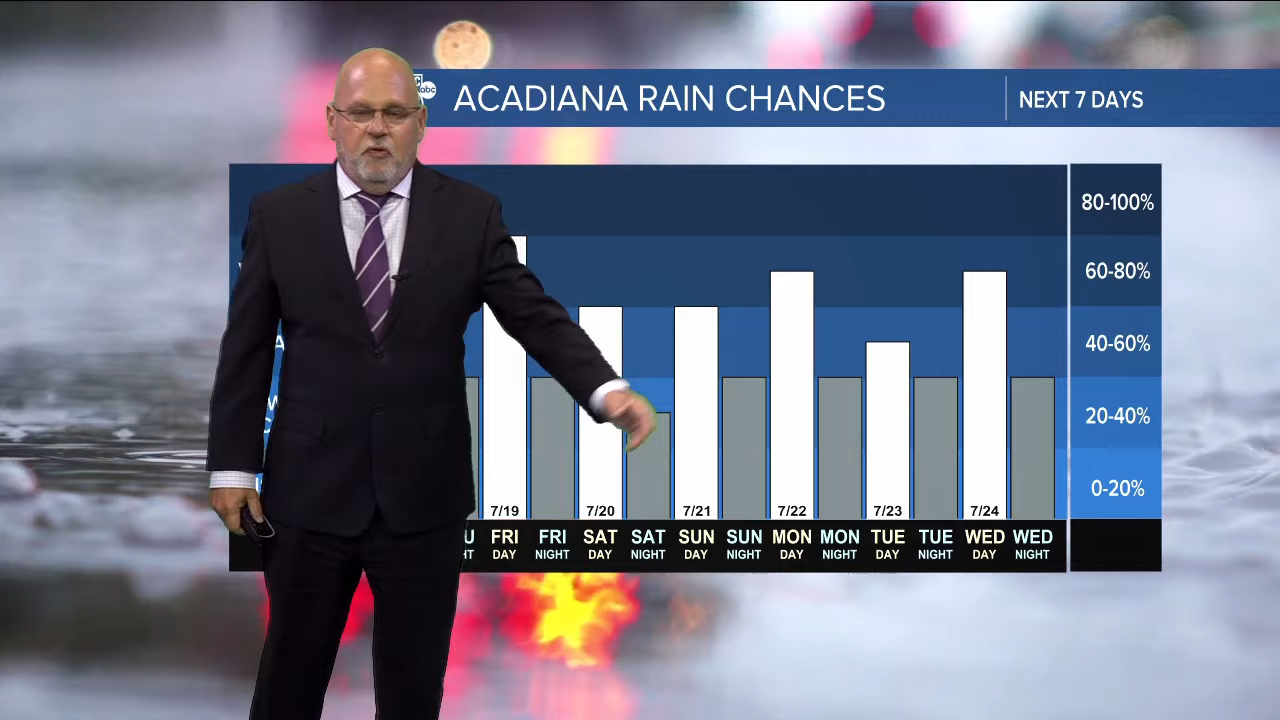 abc
ACADIANA RAIN CHANCES
NEXT 7 DAYS
80-100%
60-80%
40-60%
20-40%
0-20%
7/19 7/20 7/21 7/22 7/23 7/24
FRI FRI SAT SAT SUN SUN MON MON TUE TUE WED WED
DAY NIGHT DAY NIGHT DAY NIGHT DAY NIGHT DAY NIGHT DAY NIGHT